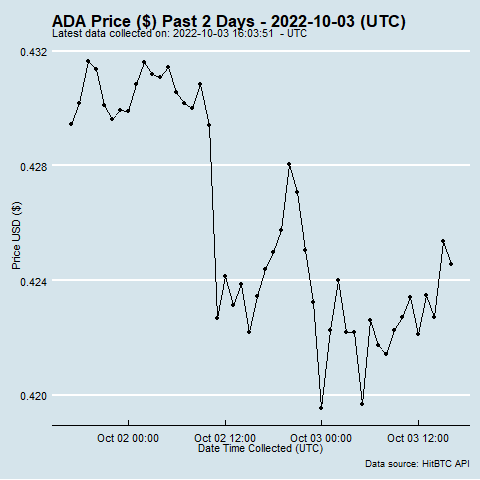 ADA Price ($) Past 2 Days - 2022-10-03 (UTC)
Latest data collected on: 2022-10-03 16:03:51 - UTC
0.432
0.428
0.424
0.420
Price USD ($)
Oct 02 00:00 Oct 02 12:00 Oct 03 00:00 Oct 03 12:00
Date Time Collected (UTC)
Data source: HitBTC API